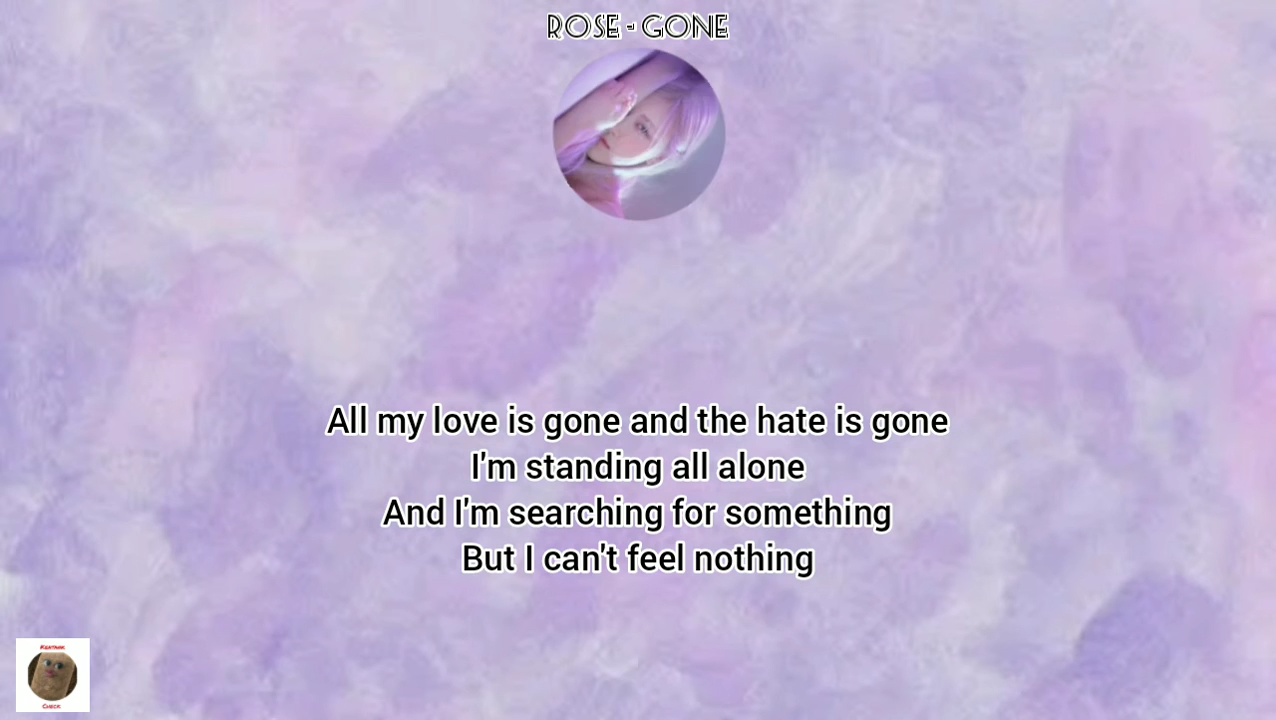 ROSE - GONE
All my love is gone and the hate is gone
I'm standing all alone
And I'm searching for something
But I can't feel nothing
Check